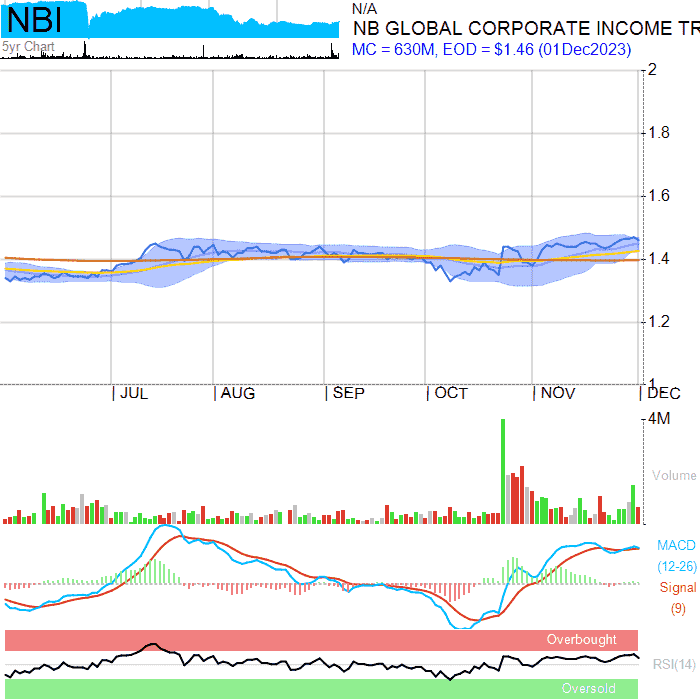 NBI
N/A
NB GLOBAL CORPORATE INCOME TR
MC = 630M, EOD = $1.46 (01Dec2023)
5yr Chart
2
1.8
1.6
1.4
1.2
1
JUL AUG SEP OCT NOV DEC
4M
Volume
MACD
(12-26)
Signal
(9)
Overbought
RSI(14)
Oversold